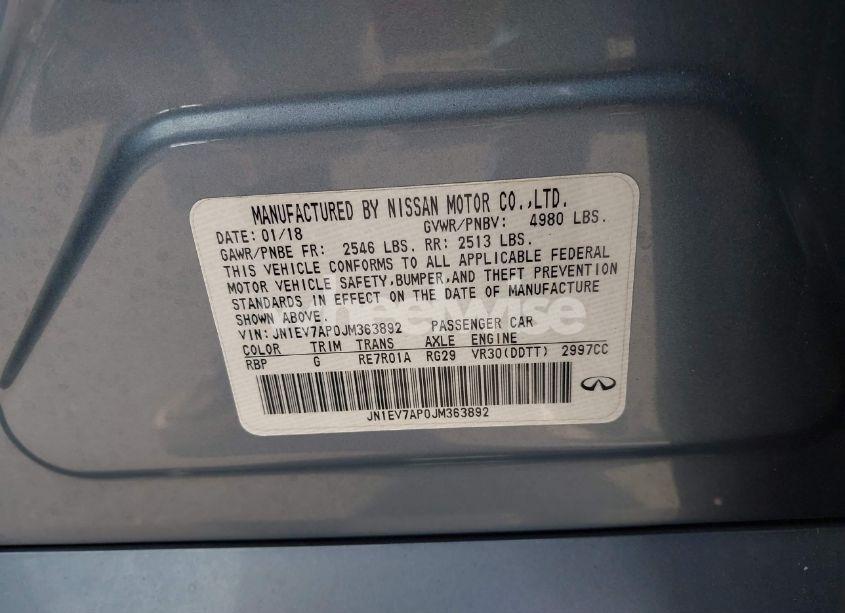 MANUFACTURED BY NISSAN MOTOR CO.,LTD.
DATE: 01/18 GVWR/PNBV: 4980 LBS.
GAWR/PNBE FR: 2546 LBS. RR: 2513 LBS.
THIS VEHICLE CONFORMS TO ALL APPLICABLE FEDERAL
MOTOR VEHICLE SAFETY,BUMPER,AND THEFT PREVENTION
STANDARDS IN EFFECT ON THE DATE OF MANUFACTURE
SHOWN ABOVE.
wheelwise
VIN: JN1EV7AP0JM363892 PASSENGER CAR
COLOR TRIM TRANS AXLE ENGINE
RBP G RE7R01A RG29 VR30(DDTT) 2997CC
JN1EV7AP0JM363892